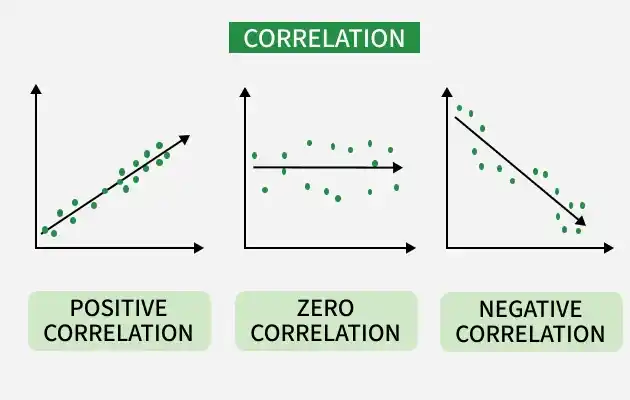 CORRELATION
POSITIVE
CORRELATION
ZERO
CORRELATION
NEGATIVE
CORRELATION